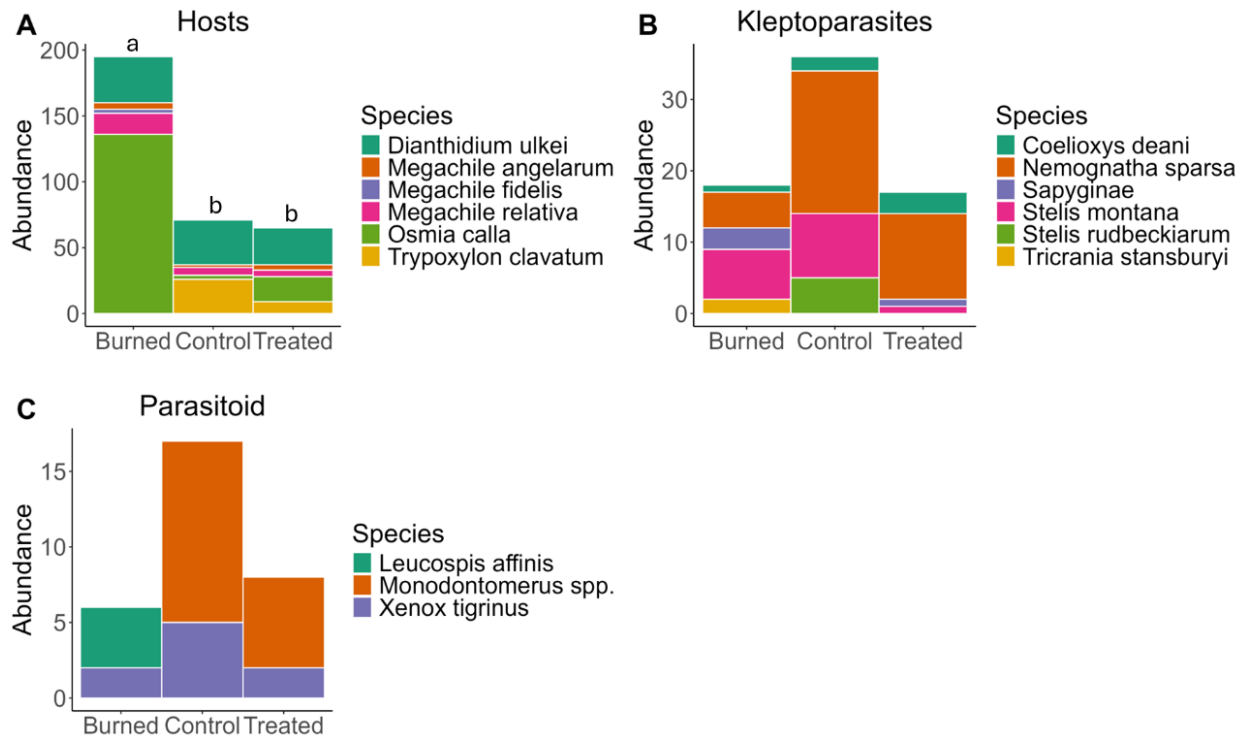 A Hosts
200
150
100
50
0
Abundance
a
b
b
Burned Control Treated
Species
Dianthidium ulkei
Megachile angelarum
Megachile fidelis
Megachile relativa
Osmia calla
Trypoxylon clavatum
B Kleptoparasites
30
20
10
0
Abundance
Burned Control Treated
Species
Coelioxys deani
Nemognatha sparsa
Sapyginae
Stelis montana
Stelis rudbeckiarum
Tricrania stansburyi
C Parasitoid
15
10
5
0
Abundance
Burned Control Treated
Species
Leucospis affinis
Monodontomerus spp.
Xenox tigrinus